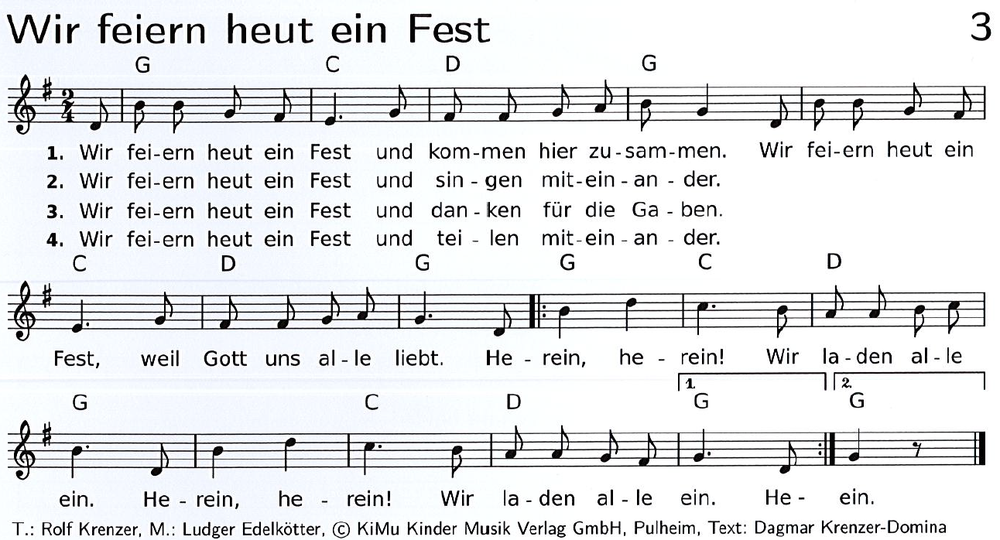 Wir feiern heut ein Fest 3
G C D G
2
4
1. Wir fei-ern heut ein Fest und kom-men hier zu-sam-men. Wir fei-ern heut ein
2. Wir fei-ern heut ein Fest und sin - gen mit-ein - an - der.
3. Wir fei-ern heut ein Fest und dan - ken für die Ga - ben.
4. Wir fei-ern heut ein Fest und tei - len mit-ein - an - der.
C D G G C D
Fest, weil Gott uns al - le liebt. He - rein, he - rein! Wir la - den al - le
1. 2.
G C D G G
ein. He - rein, he - rein! Wir la - den al - le ein. He - ein.
T.: Rolf Krenzer, M.: Ludger Edelkötter, © KiMu Kinder Musik Verlag GmbH, Pulheim, Text: Dagmar Krenzer-Domina